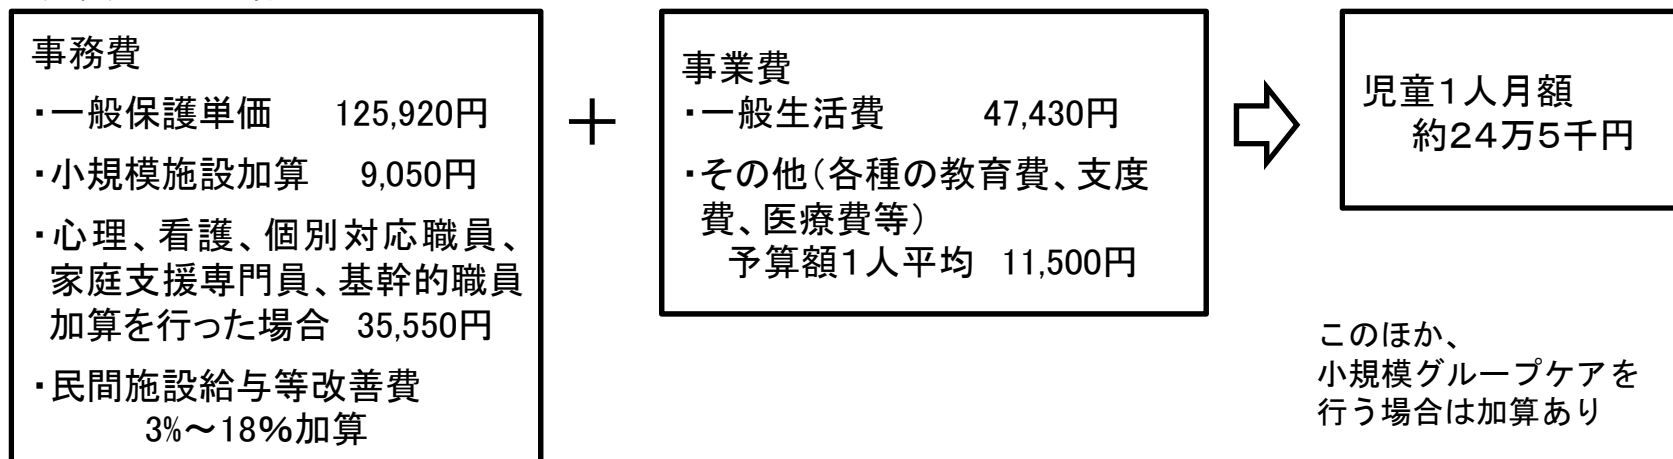 事務費
・一般保護単価 125,920円
・小規模施設加算 9,050円
・心理、看護、個別対応職員、
家庭支援専門員、基幹的職員
加算を行った場合 35,550円
・民間施設給与等改善費
3%～18%加算
＋
事業費
・一般生活費 47,430円
・その他（各種の教育費、支度
費、医療費等）
予算額１人平均 11,500円
児童１人月額
約２４万５千円
このほか、
小規模グループケアを
行う場合は加算あり